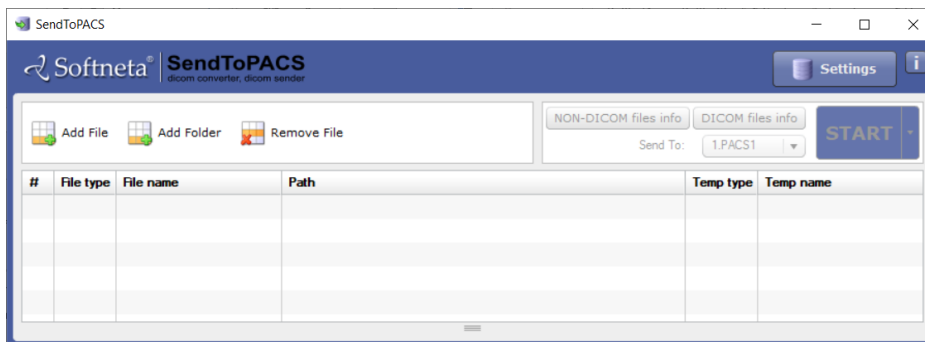 SendToPACS
Softneta® SendToPACS
dicom converter, dicom sender
Settings
i
Add File Add Folder Remove File
NON-DICOM files info DICOM files info
START
Send To: 1.PACS1
# File type File name Path Temp type Temp name